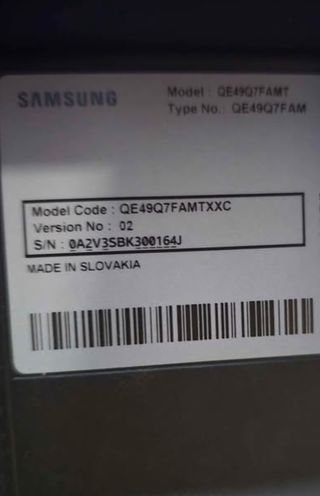 SAMSUNG
Model : QE49Q7FAMT
Type No. : QE49Q7FAM
Model Code : QE49Q7FAMTXXC
Version No : 02
S/N : 0A2V3SBK300164J
MADE IN SLOVAKIA